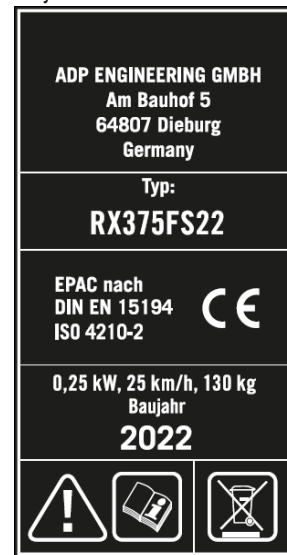 ADP ENGINEERING GMBH
Am Bauhof 5
64807 Dieburg
Germany
Typ:
RX375FS22
EPAC nach
DIN EN 15194
ISO 4210-2
CE
0,25 kW, 25 km/h, 130 kg
Baujahr
2022